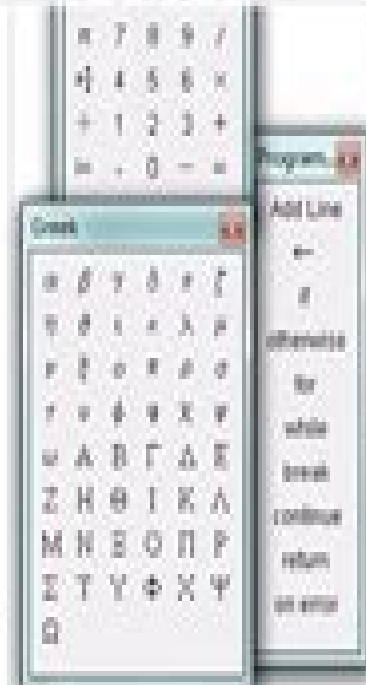 π 7 8 9 /
4 5 6 ×
÷ 1 2 3 +
. 0 − =
Greek
α β γ δ ε ζ
η θ ι κ λ μ
ν ξ ο π ρ σ
τ υ φ χ ψ
ω Α Β Γ Δ Ε
Ζ Η Θ Ι Κ Λ
Μ Ν Ξ Ο Π Ρ
Σ Τ Υ Φ Χ Ψ
Ω
Program...
Add Line
←
if
otherwise
for
while
break
continue
return
on error